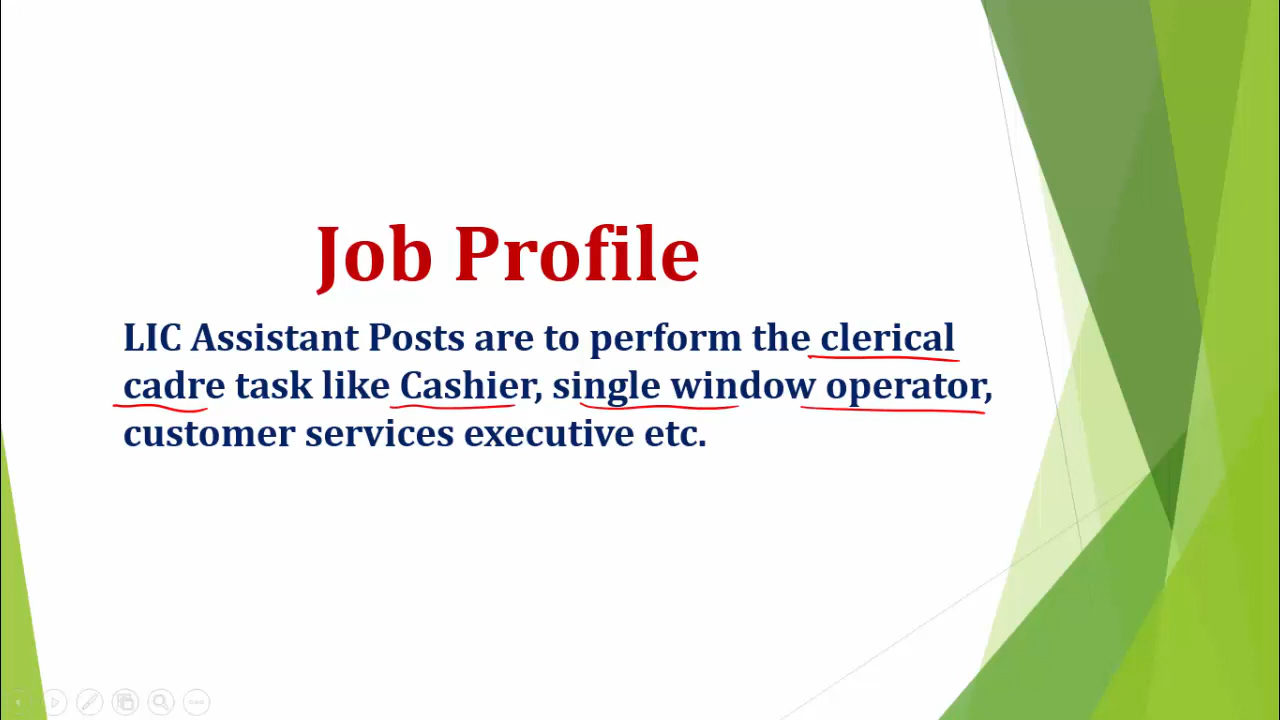 Job Profile
LIC Assistant Posts are to perform the clerical
cadre task like Cashier, single window operator,
customer services executive etc.